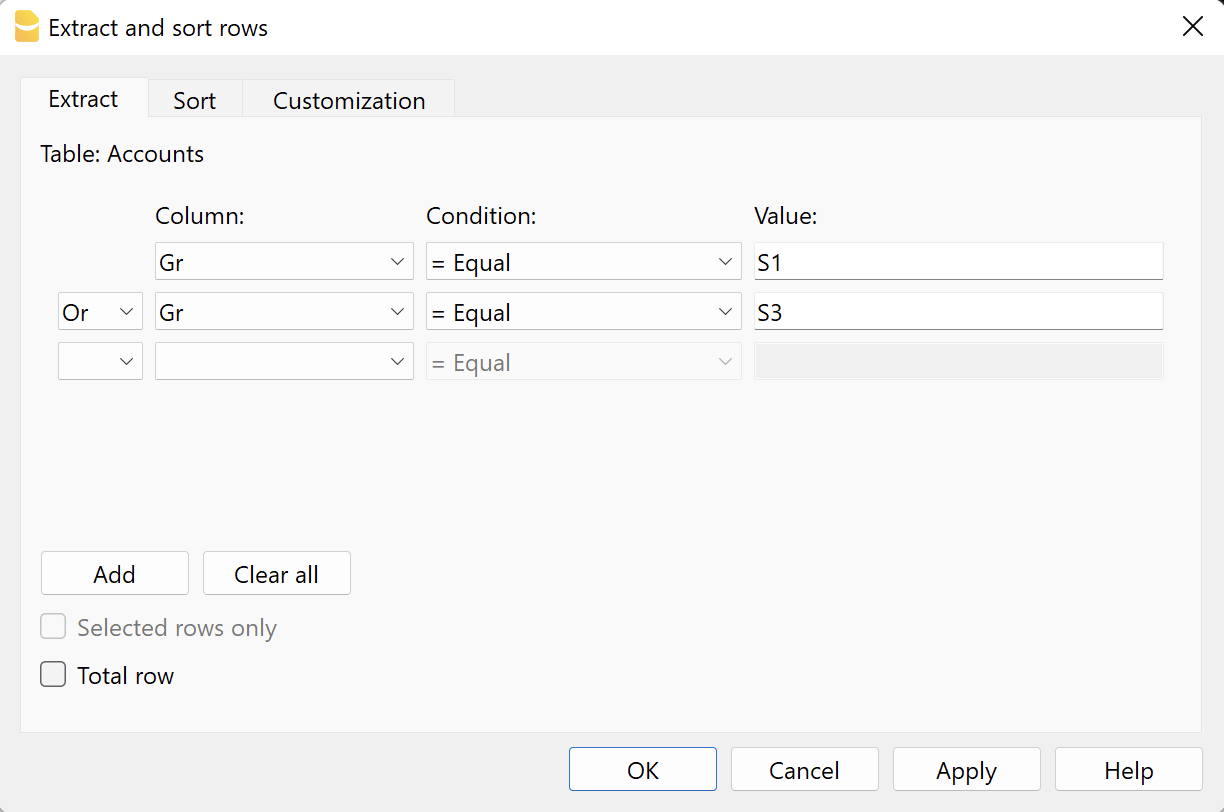 Extract and sort rows
Extract Sort Customization
Table: Accounts
Column: Condition: Value:
Gr = Equal S1
Or Gr = Equal S3
= Equal
Add Clear all
Selected rows only
Total row
OK Cancel Apply Help